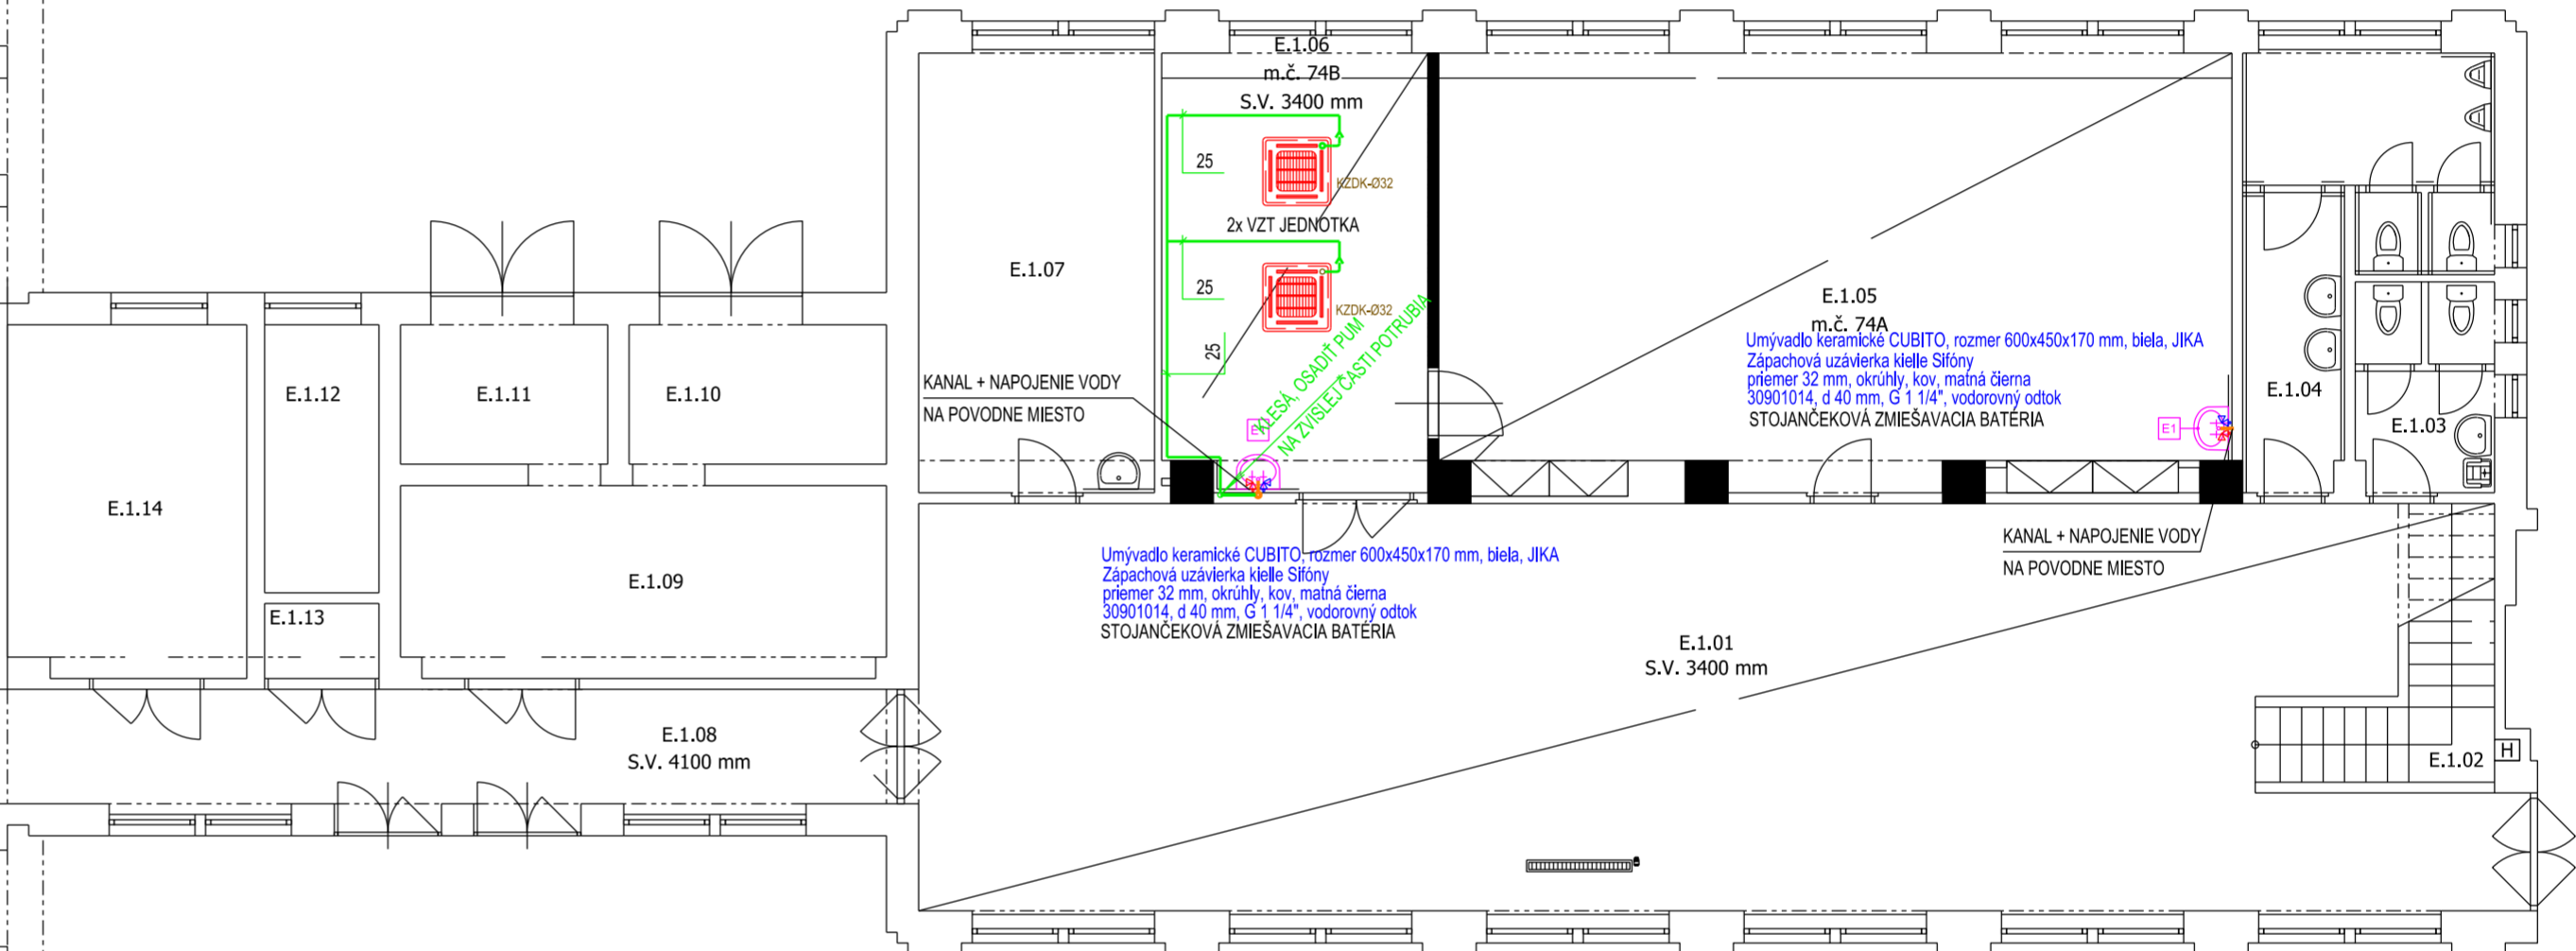 E.1.06
m.č. 74B
S.V. 3400 mm
25
KZDK-Ø32
2x VZT JEDNOTKA
25
KZDK-Ø32
25
KLESÁ, OSADIŤ PUM
NA ZVISLEJ ČASTI POTRUBIA
E.1.07
KANAL + NAPOJENIE VODY
NA POVODNE MIESTO
E.1.05
m.č. 74A
Umývadlo keramické CUBITO, rozmer 600x450x170 mm, biela, JIKA
Zápachová uzávierka kielle Sifóny
priemer 32 mm, okrúhly, kov, matná čierna
30901014, d 40 mm, G 1 1/4", vodorovný odtok
STOJANČEKOVÁ ZMIEŠAVACIA BATÉRIA
E1
E.1.04
E.1.03
E.1.12
E.1.11
E.1.10
E.1.14
E.1.09
E.1.13
Umývadlo keramické CUBITO, rozmer 600x450x170 mm, biela, JIKA
Zápachová uzávierka kielle Sifóny
priemer 32 mm, okrúhly, kov, matná čierna
30901014, d 40 mm, G 1 1/4", vodorovný odtok
STOJANČEKOVÁ ZMIEŠAVACIA BATÉRIA
KANAL + NAPOJENIE VODY
NA POVODNE MIESTO
E.1.01
S.V. 3400 mm
E.1.08
S.V. 4100 mm
E.1.02
H